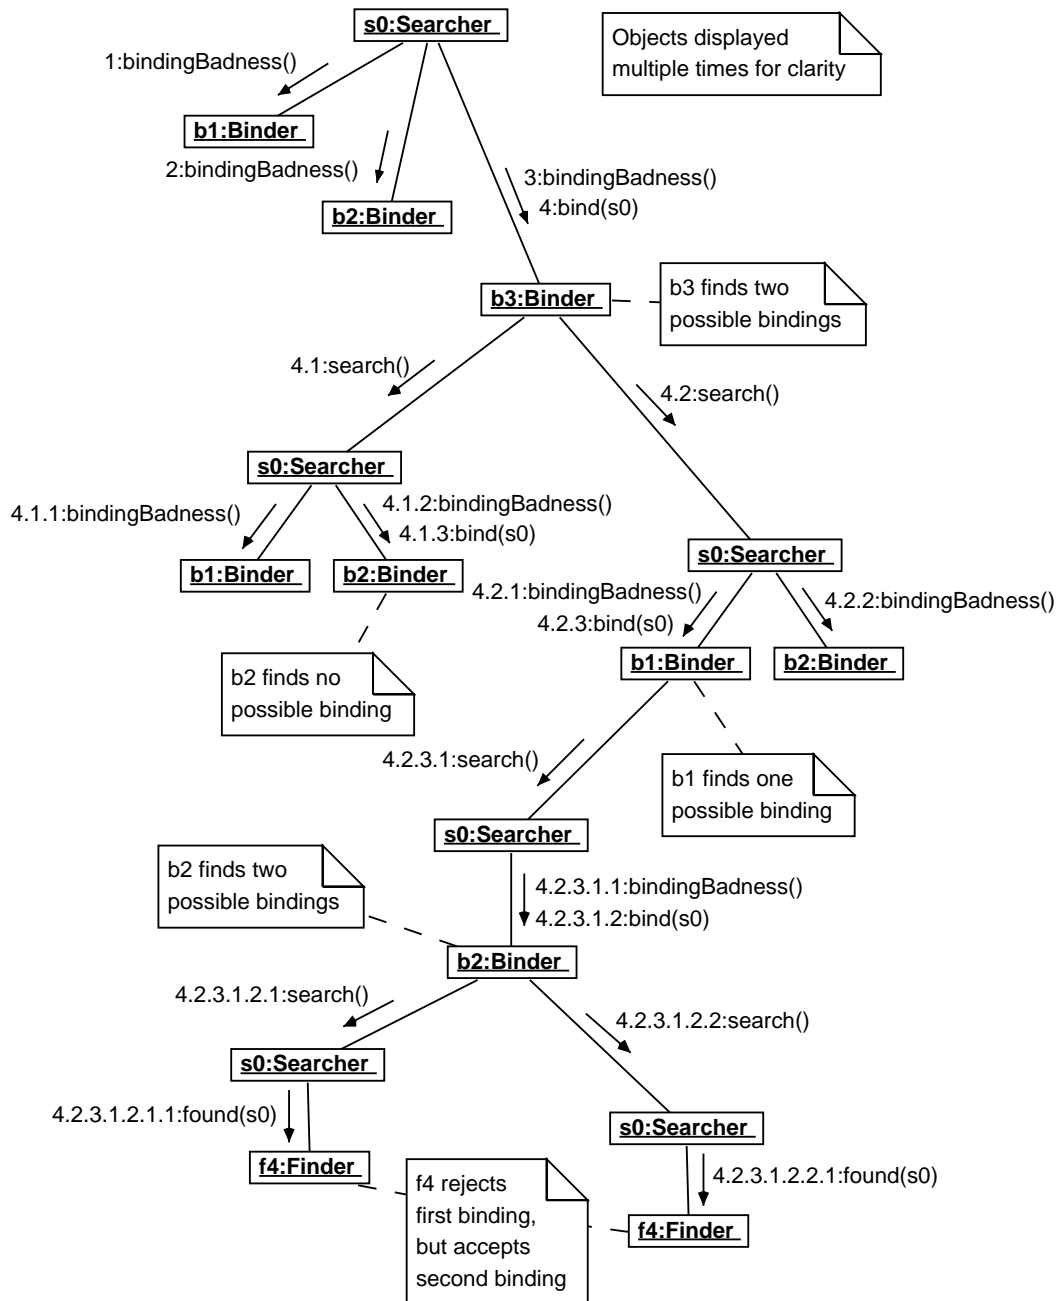 s0:Searcher
Objects displayed
multiple times for clarity
1:bindingBadness()
b1:Binder
2:bindingBadness()
b2:Binder
3:bindingBadness()
4:bind(s0)
b3:Binder
b3 finds two
possible bindings
4.1:search()
4.2:search()
s0:Searcher
4.1.1:bindingBadness()
4.1.2:bindingBadness()
4.1.3:bind(s0)
b1:Binder
b2:Binder
s0:Searcher
4.2.1:bindingBadness()
4.2.3:bind(s0)
4.2.2:bindingBadness()
b1:Binder
b2:Binder
b2 finds no
possible binding
4.2.3.1:search()
b1 finds one
possible binding
s0:Searcher
b2 finds two
possible bindings
4.2.3.1.1:bindingBadness()
4.2.3.1.2:bind(s0)
b2:Binder
4.2.3.1.2.1:search()
4.2.3.1.2.2:search()
s0:Searcher
4.2.3.1.2.1.1:found(s0)
s0:Searcher
f4:Finder
f4 rejects
first binding,
but accepts
second binding
4.2.3.1.2.2.1:found(s0)
f4:Finder